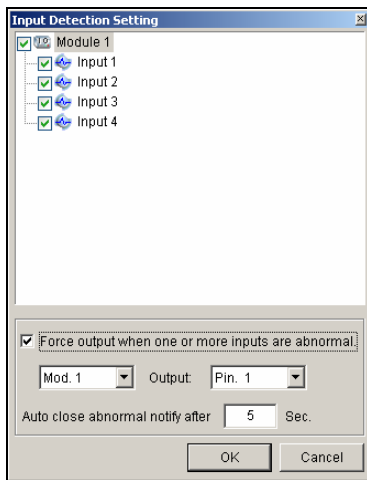 Input Detection Setting
Module 1
Input 1
Input 2
Input 3
Input 4
Force output when one or more inputs are abnormal.
Mod. 1 Output: Pin. 1
Auto close abnormal notify after 5 Sec.
OK Cancel